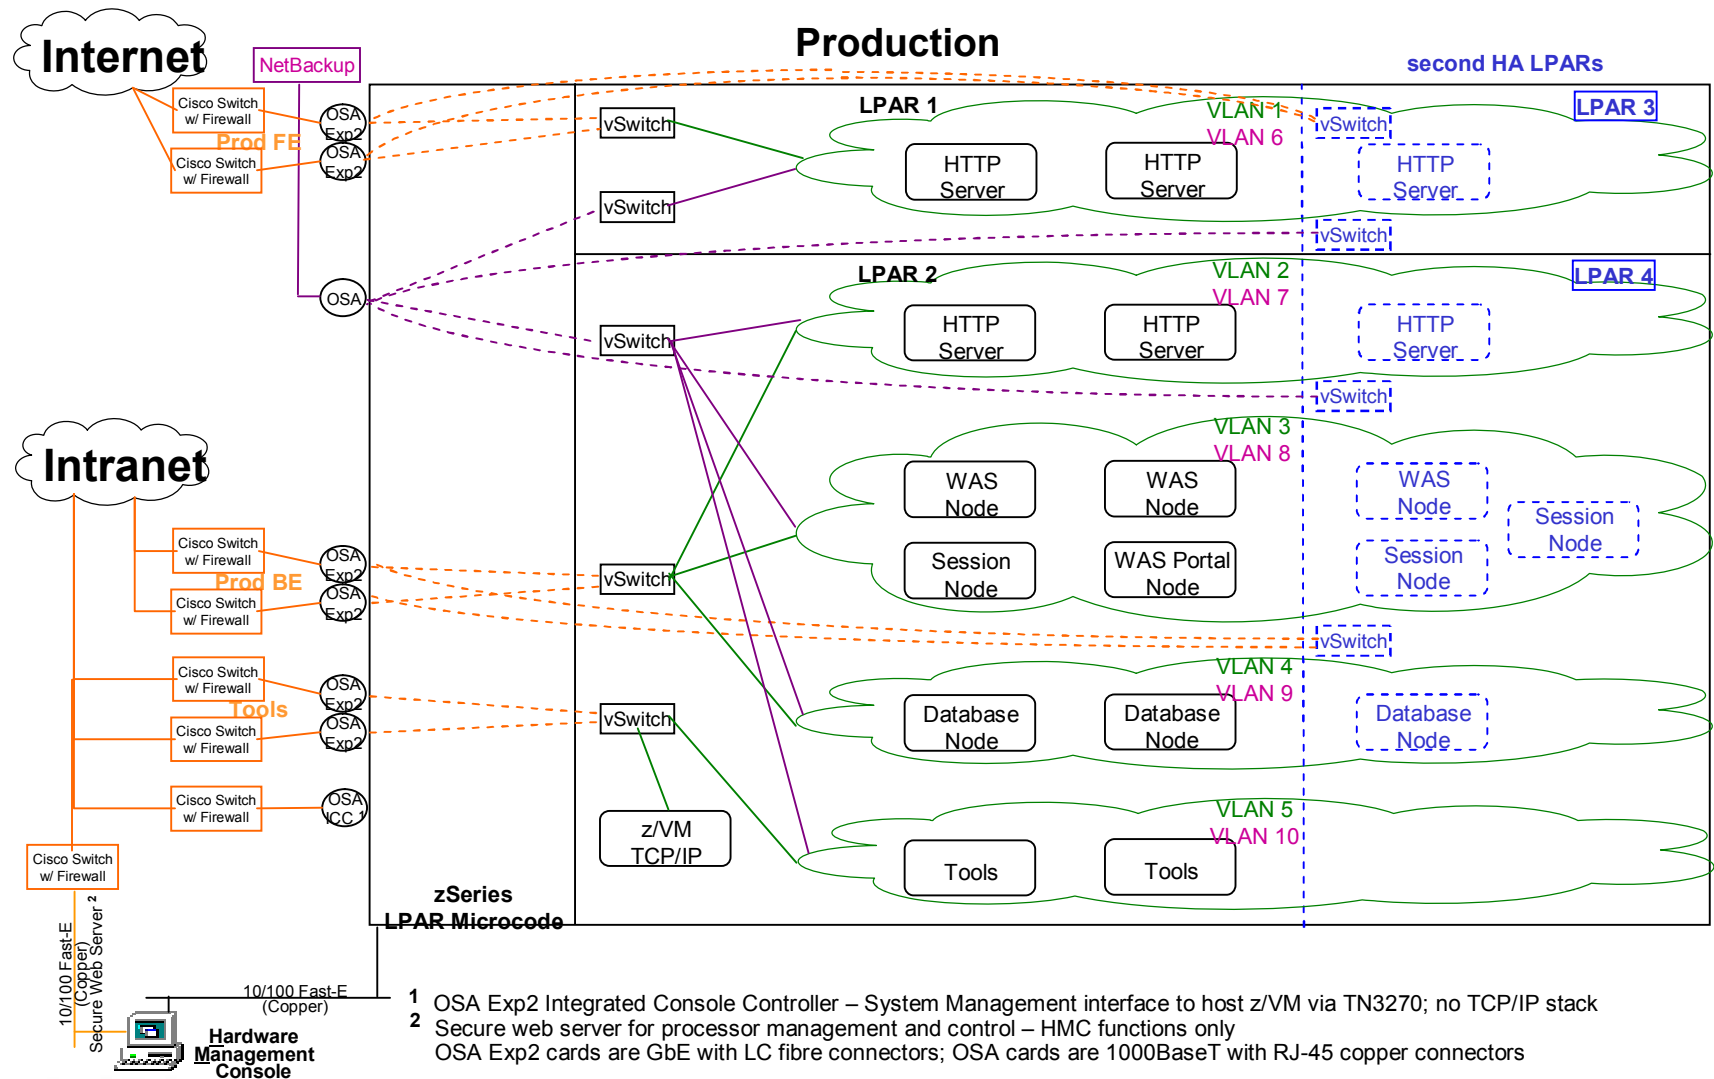 Production
Internet
NetBackup
second HA LPARs
Cisco Switch
w/ Firewall
OSA
Exp2
Prod FE
Cisco Switch
w/ Firewall
OSA
Exp2
LPAR 1
vSwitch
VLAN 1
VLAN 6
vSwitch
LPAR 3
HTTP
Server
HTTP
Server
HTTP
Server
vSwitch
vSwitch
OSA
LPAR 2
VLAN 2
VLAN 7
LPAR 4
vSwitch
HTTP
Server
HTTP
Server
HTTP
Server
vSwitch
Intranet
VLAN 3
VLAN 8
WAS
Node
WAS
Node
WAS
Node
Session
Node
Cisco Switch
w/ Firewall
OSA
Exp2
Prod BE
Cisco Switch
w/ Firewall
OSA
Exp2
vSwitch
Session
Node
WAS Portal
Node
Session
Node
vSwitch
Cisco Switch
w/ Firewall
OSA
Exp2
Tools
Cisco Switch
w/ Firewall
OSA
Exp2
vSwitch
VLAN 4
VLAN 9
Database
Node
Database
Node
Database
Node
Cisco Switch
w/ Firewall
OSA
ICC 1
z/VM
TCP/IP
VLAN 5
VLAN 10
Tools
Tools
Cisco Switch
w/ Firewall
zSeries
LPAR Microcode
10/100 Fast-E
(Copper)
Secure Web Server 2
10/100 Fast-E
(Copper)
Hardware
Management
Console
1 OSA Exp2 Integrated Console Controller – System Management interface to host z/VM via TN3270; no TCP/IP stack
2 Secure web server for processor management and control – HMC functions only
OSA Exp2 cards are GbE with LC fibre connectors; OSA cards are 1000BaseT with RJ-45 copper connectors